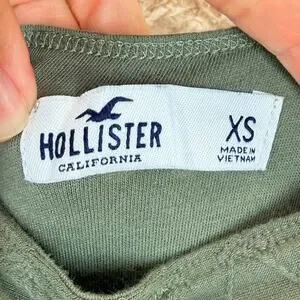 HOLLISTER
CALIFORNIA
XS
MADE IN
VIETNAM